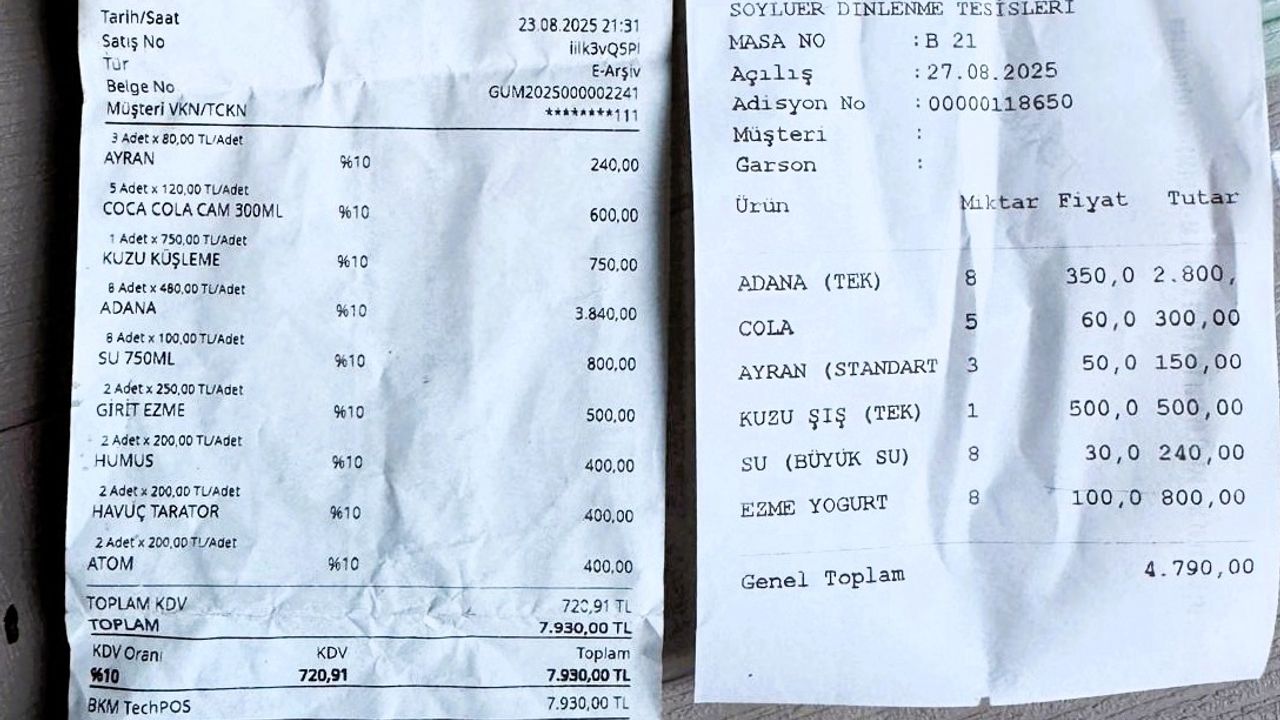 Tarih/Saat 23.08.2025 21:31
Satış No iilk3vQ5Pl
Tür E-Arşiv
Belge No GUM2025000002241
Müşteri VKN/TCKN ********111
3 Adet x 80,00 TL/Adet
AYRAN %10 240,00
5 Adet x 120,00 TL/Adet
COCA COLA CAM 300ML %10 600,00
1 Adet x 750,00 TL/Adet
KUZU KÜŞLEME %10 750,00
8 Adet x 480,00 TL/Adet
ADANA %10 3.840,00
8 Adet x 100,00 TL/Adet
SU 750ML %10 800,00
2 Adet x 250,00 TL/Adet
GİRİT EZME %10 500,00
2 Adet x 200,00 TL/Adet
HUMUS %10 400,00
2 Adet x 200,00 TL/Adet
HAVUÇ TARATOR %10 400,00
2 Adet x 200,00 TL/Adet
ATOM %10 400,00
TOPLAM KDV 720,91 TL
TOPLAM 7.930,00 TL
KDV Oranı KDV Toplam
%10 720,91 7.930,00 TL
BKM TechPOS 7.930,00 TL
SOYLUER DINLENME TESISLERI
MASA NO :B 21
Açılış :27.08.2025
Adisyon No :00000118650
Müşteri :
Garson :
Ürün Mıktar Fiyat Tutar
ADANA (TEK) 8 350,0 2.800,
COLA 5 60,0 300,00
AYRAN (STANDART 3 50,0 150,00
KUZU ŞIŞ (TEK) 1 500,0 500,00
SU (BÜYÜK SU) 8 30,0 240,00
EZME YOGURT 8 100,0 800,00
Genel Toplam 4.790,00